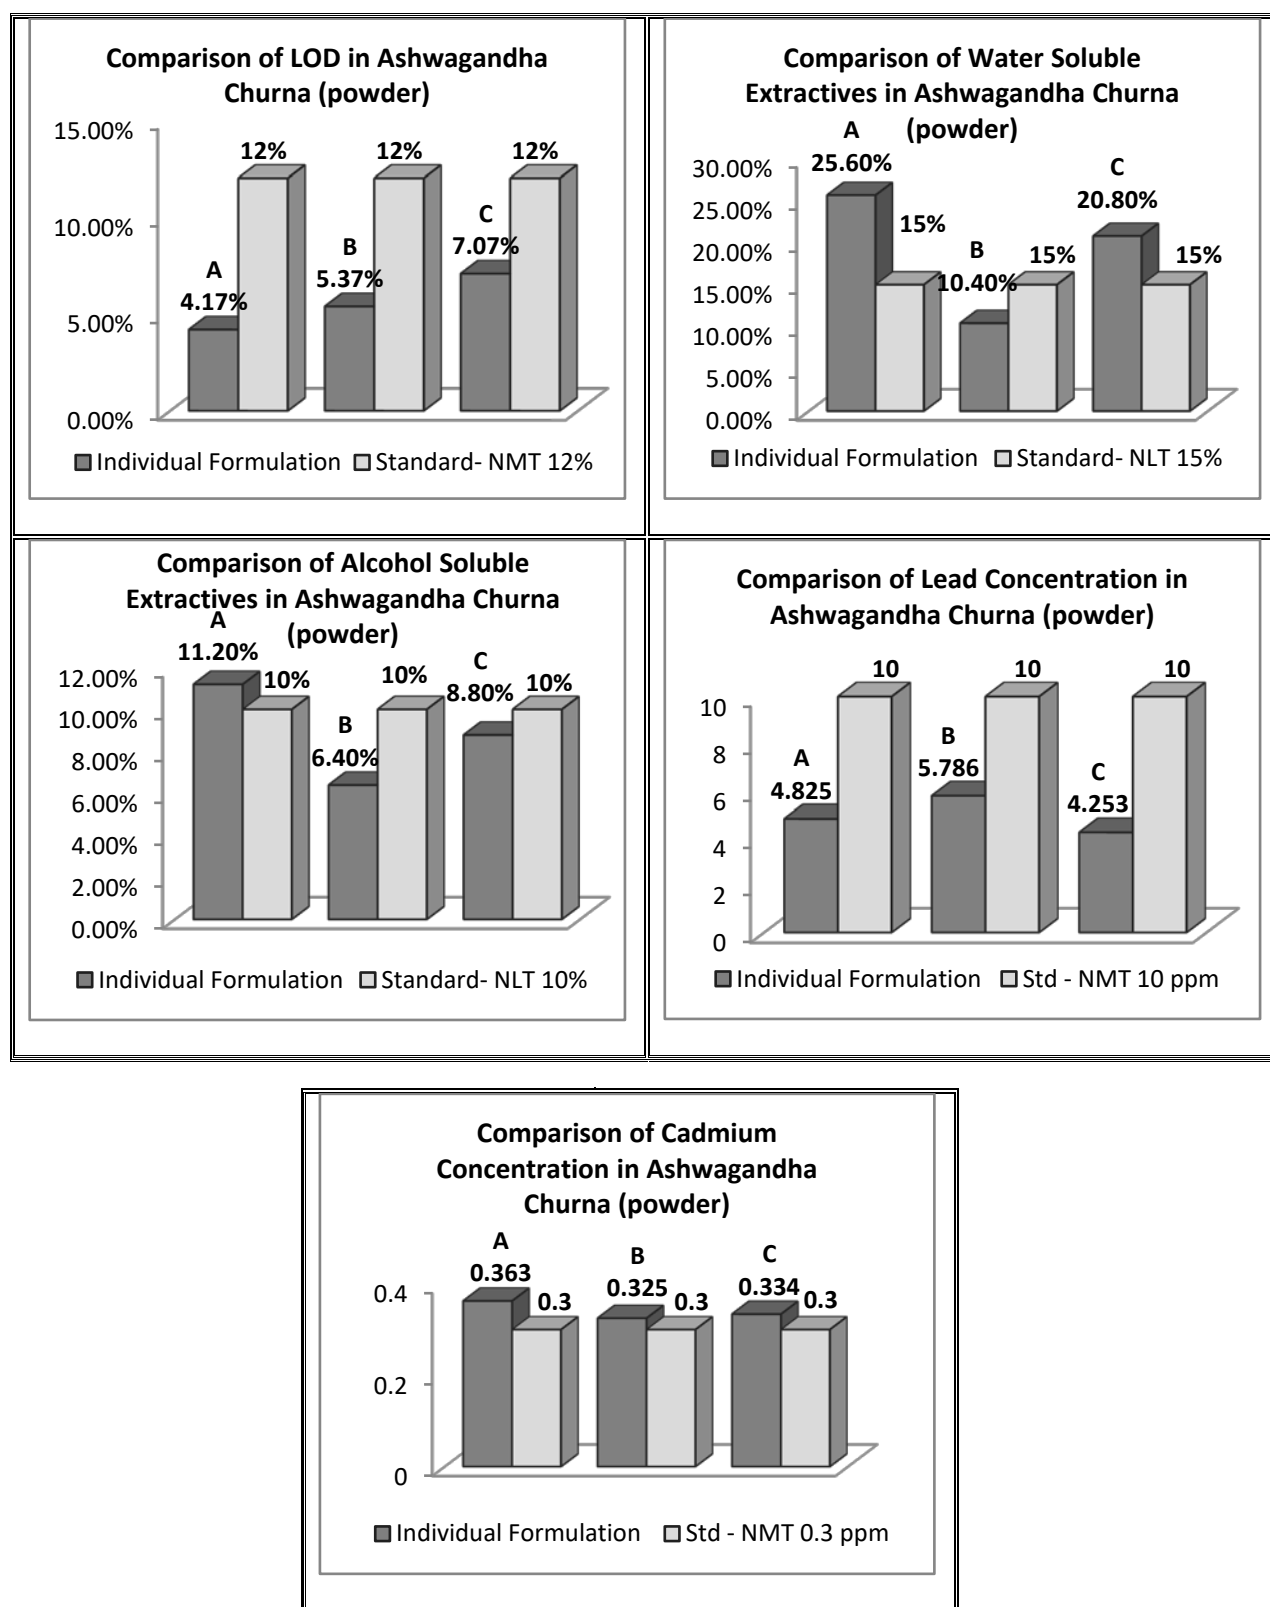 Comparison of LOD in Ashwagandha
Churna (powder)
15.00%
10.00%
5.00%
0.00%
A
4.17%
12%
B
5.37%
12%
C
7.07%
12%
Individual Formulation
Standard- NMT 12%
Comparison of Water Soluble
Extractives in Ashwagandha Churna
(powder)
30.00%
25.00%
20.00%
15.00%
10.00%
5.00%
0.00%
A
25.60%
15%
B
10.40%
15%
C
20.80%
15%
Individual Formulation
Standard- NLT 15%
Comparison of Alcohol Soluble
Extractives in Ashwagandha Churna
(powder)
12.00%
10.00%
8.00%
6.00%
4.00%
2.00%
0.00%
A
11.20%
10%
B
6.40%
10%
C
8.80%
10%
Individual Formulation
Standard- NLT 10%
Comparison of Lead Concentration in
Ashwagandha Churna (powder)
10
8
6
4
2
0
A
4.825
10
B
5.786
10
C
4.253
10
Individual Formulation
Std - NMT 10 ppm
Comparison of Cadmium
Concentration in Ashwagandha
Churna (powder)
0.4
0.2
0
A
0.363
0.3
B
0.325
0.3
C
0.334
0.3
Individual Formulation
Std - NMT 0.3 ppm